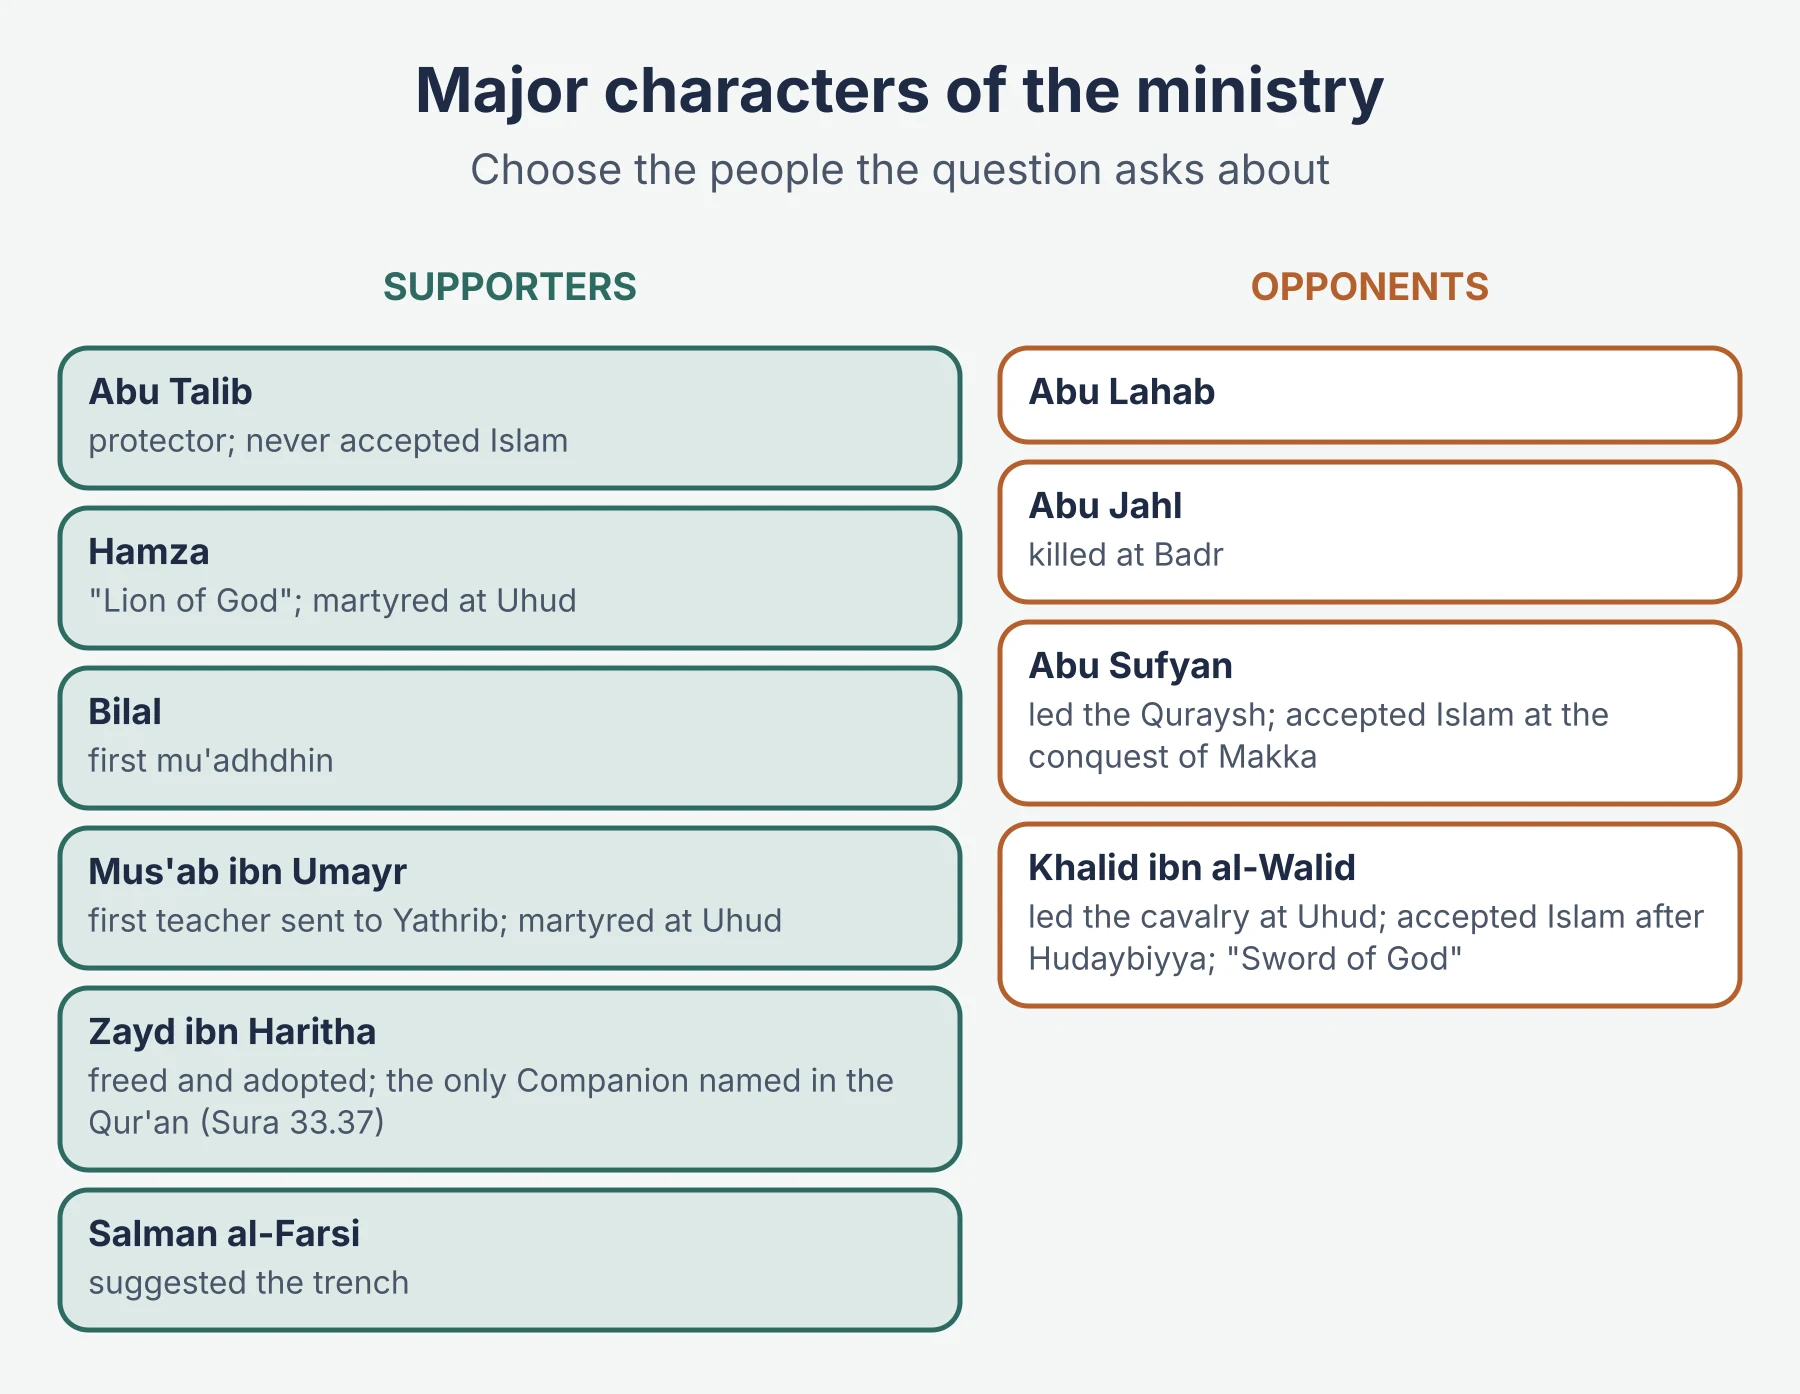 Major characters of the ministry
Choose the people the question asks about
SUPPORTERS
Abu Talib
protector; never accepted Islam
Hamza
"Lion of God"; martyred at Uhud
Bilal
first mu'adhdhin
Mus'ab ibn Umayr
first teacher sent to Yathrib; martyred at Uhud
Zayd ibn Haritha
freed and adopted; the only Companion named in the
Qur'an (Sura 33.37)
Salman al-Farsi
suggested the trench
OPPONENTS
Abu Lahab
Abu Jahl
killed at Badr
Abu Sufyan
led the Quraysh; accepted Islam at the
conquest of Makka
Khalid ibn al-Walid
led the cavalry at Uhud; accepted Islam after
Hudaybiyya; "Sword of God"